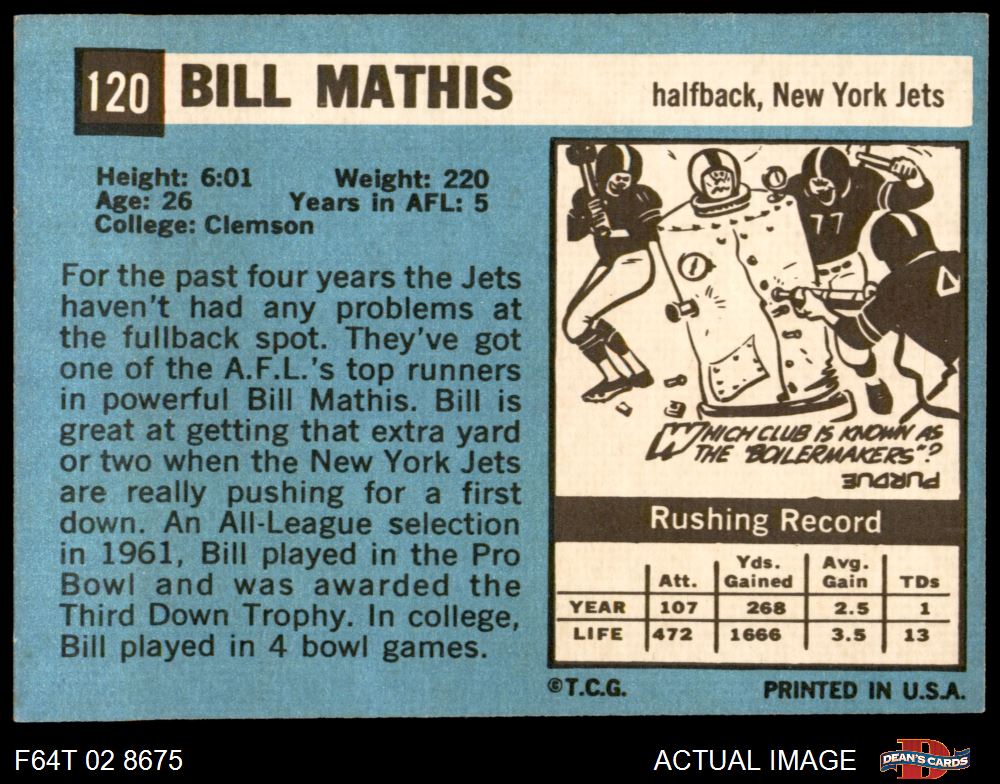 120 BILL MATHIS halfback, New York Jets
Height: 6:01 Weight: 220
Age: 26 Years in AFL: 5
College: Clemson
For the past four years the Jets
haven't had any problems at
the fullback spot. They've got
one of the A.F.L.'s top runners
in powerful Bill Mathis. Bill is
great at getting that extra yard
or two when the New York Jets
are really pushing for a first
down. An All-League selection
in 1961, Bill played in the Pro
Bowl and was awarded the
Third Down Trophy. In college,
Bill played in 4 bowl games.
77
WHICH CLUB IS KNOWN AS
THE "BOILERMAKERS"?
PURDUE
Rushing Record
Att. Yds. Gained Avg. Gain TDs
YEAR 107 268 2.5 1
LIFE 472 1666 3.5 13
©T.C.G. PRINTED IN U.S.A.
F64T 02 8675 ACTUAL IMAGE DEAN'S CARDS